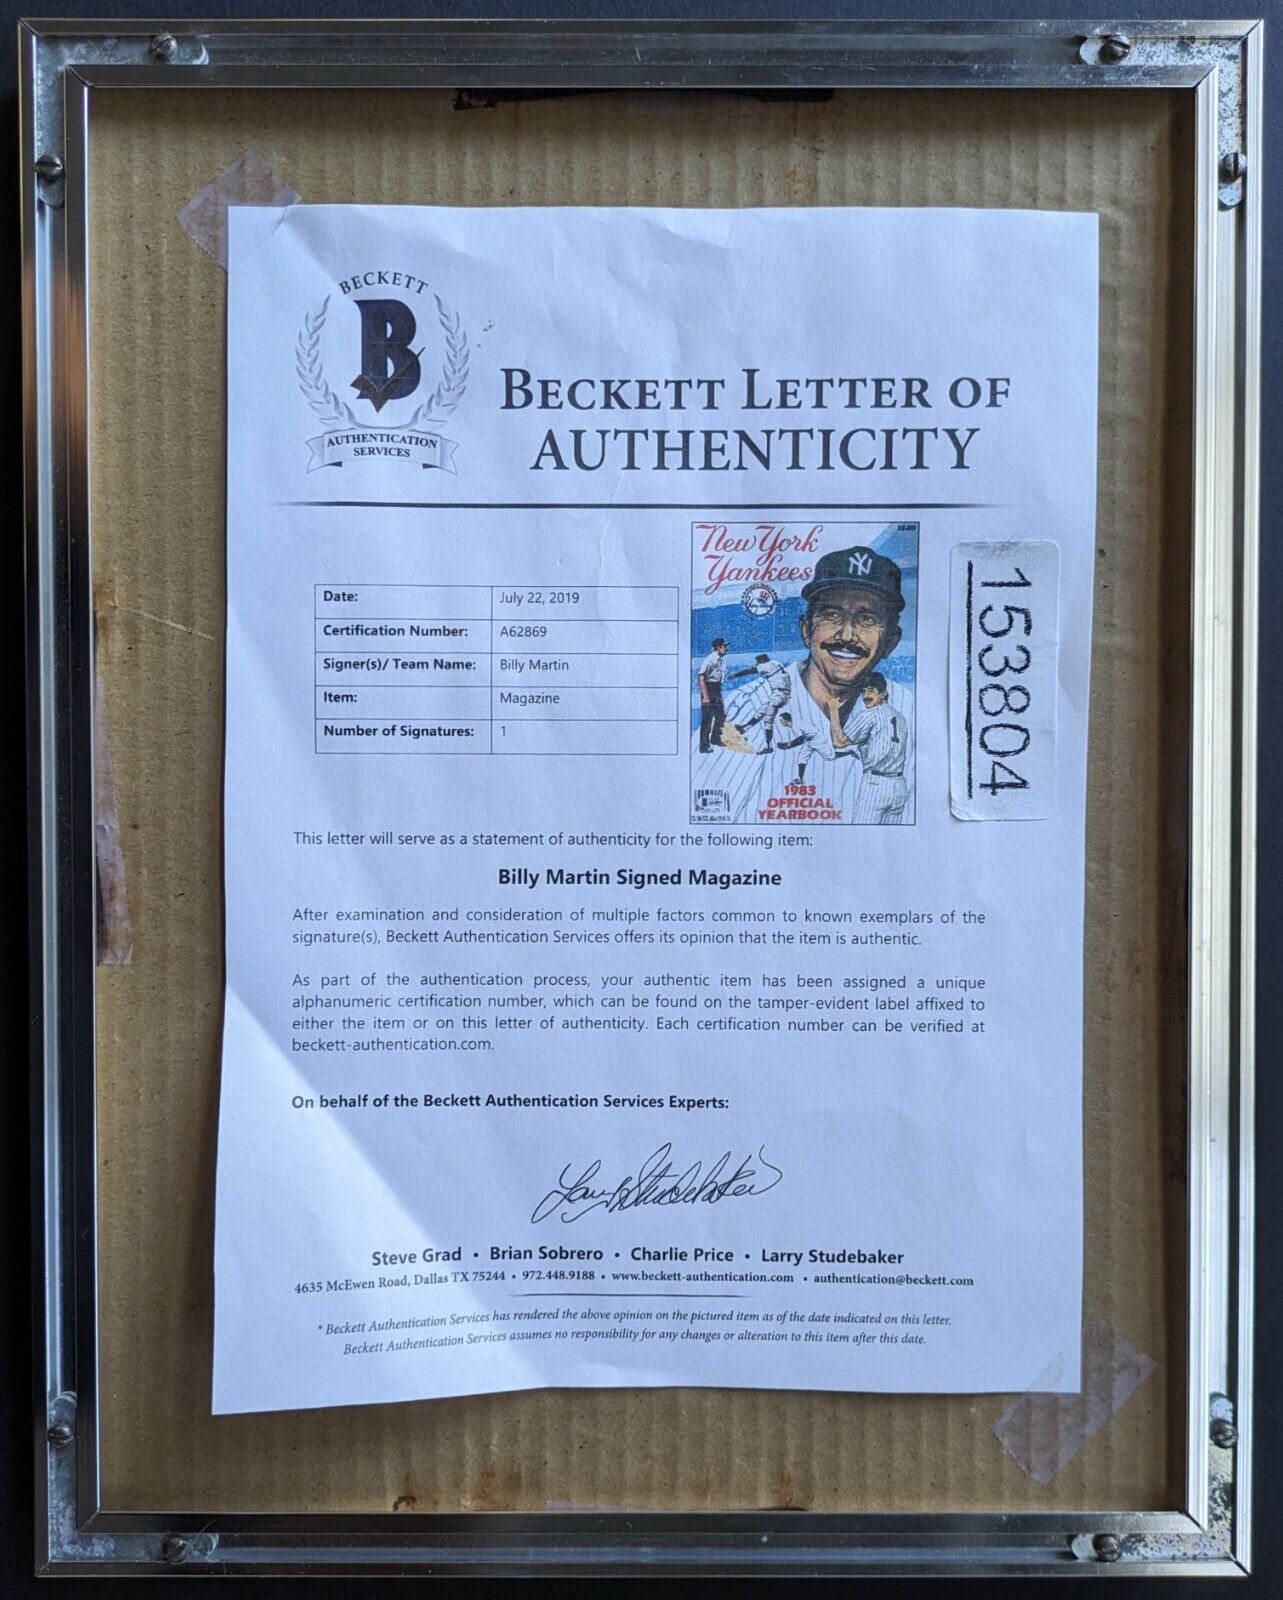 BECKETT
B
AUTHENTICATION
SERVICES
BECKETT LETTER OF
AUTHENTICITY
Date: July 22, 2019
Certification Number: A62869
Signer(s)/ Team Name: Billy Martin
Item: Magazine
Number of Signatures: 1
New York
Yankees
NY
1
1983
OFFICIAL
YEARBOOK
153804
This letter will serve as a statement of authenticity for the following item:
Billy Martin Signed Magazine
After examination and consideration of multiple factors common to known exemplars of the
signature(s), Beckett Authentication Services offers its opinion that the item is authentic.
As part of the authentication process, your authentic item has been assigned a unique
alphanumeric certification number, which can be found on the tamper-evident label affixed to
either the item or on this letter of authenticity. Each certification number can be verified at
beckett-authentication.com.
On behalf of the Beckett Authentication Services Experts:
Larry Studebaker
Steve Grad • Brian Sobrero • Charlie Price • Larry Studebaker
4635 McEwen Road, Dallas TX 75244 • 972.448.9188 • www.beckett-authentication.com • authentication@beckett.com
* Beckett Authentication Services has rendered the above opinion on the pictured item as of the date indicated on this letter.
Beckett Authentication Services assumes no responsibility for any changes or alteration to this item after this date.